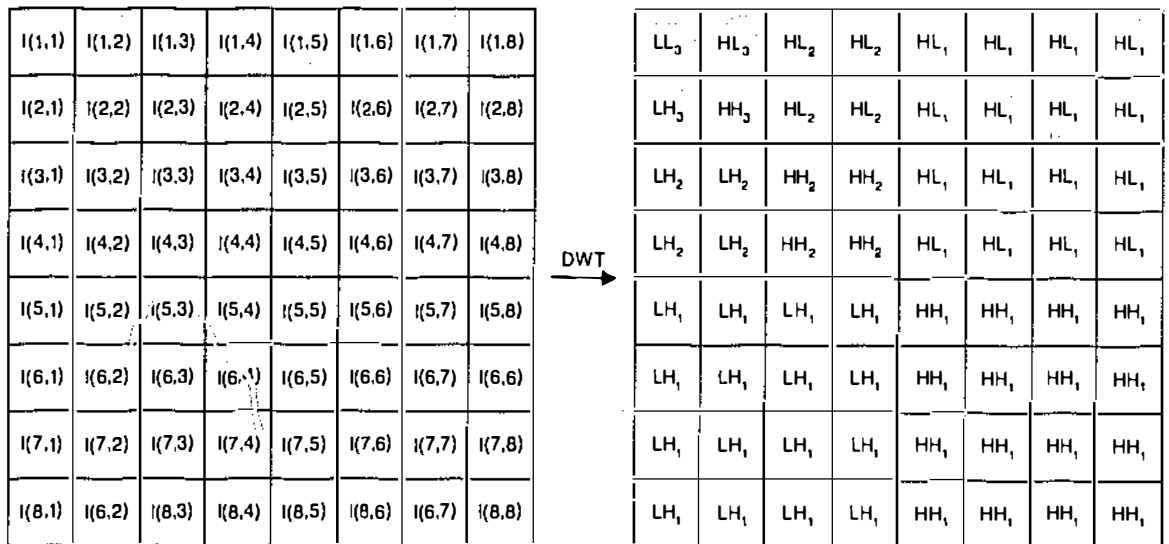 I(1,1) I(1,2) I(1,3) I(1,4) I(1,5) I(1,6) I(1,7) I(1,8) LL₃ HL₃ HL₂ HL₂ HL₁ HL₁ HL₁ HL₁
I(2,1) I(2,2) I(2,3) I(2,4) I(2,5) I(2,6) I(2,7) I(2,8) LH₃ HH₃ HL₂ HL₂ HL₁ HL₁ HL₁ HL₁
I(3,1) I(3,2) I(3,3) I(3,4) I(3,5) I(3,6) I(3,7) I(3,8) LH₂ LH₂ HH₂ HH₂ HL₁ HL₁ HL₁ HL₁
I(4,1) I(4,2) I(4,3) I(4,4) I(4,5) I(4,6) I(4,7) I(4,8) LH₂ LH₂ HH₂ HH₂ HL₁ HL₁ HL₁ HL₁
DWT
I(5,1) I(5,2) I(5,3) I(5,4) I(5,5) I(5,6) I(5,7) I(5,8) LH₁ LH₁ LH₁ LH₁ HH₁ HH₁ HH₁ HH₁
I(6,1) I(6,2) I(6,3) I(6,5) I(6,6) I(6,7) I(6,6) LH₁ LH₁ LH₁ LH₁ HH₁ HH₁ HH₁ HH₁
I(7,1) I(7,2) I(7,3) I(7,4) I(7,5) I(7,6) I(7,7) I(7,8) LH₁ LH₁ LH₁ LH₁ HH₁ HH₁ HH₁ HH₁
I(8,1) I(6,2) I(8,3) I(8,4) I(8,5) I(8,6) I(6,7) I(8,8) LH₁ LH₁ LH₁ LH₁ HH₁ HH₁ HH₁ HH₁